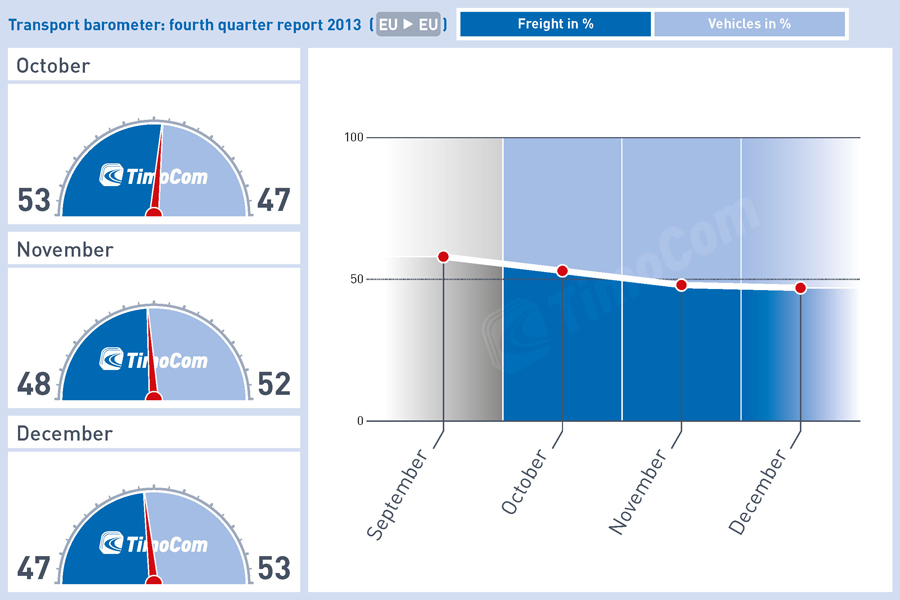 Transport barometer: fourth quarter report 2013 (EU ▶ EU)
Freight in %
Vehicles in %
October
TimoCom
53
47
November
TimoCom
48
52
December
TimoCom
47
53
100
50
0
TimoCom
September
October
November
December